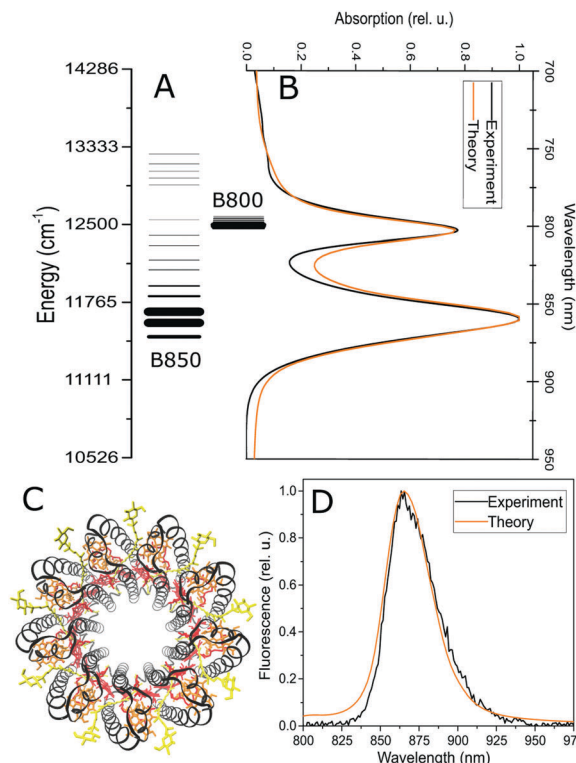 Absorption (rel. u.)
0.0 0.2 0.4 0.6 0.8 1.0
A
B
Experiment
Theory
14286
13333
12500
11765
11111
10526
Energy (cm⁻¹)
B800
B850
700
750
800
850
900
950
Wavelength (nm)
C
D
Experiment
Theory
1.0
0.8
0.6
0.4
0.2
0.0
Fluorescence (rel. u.)
800 825 850 875 900 925 950 975
Wavelength (nm)